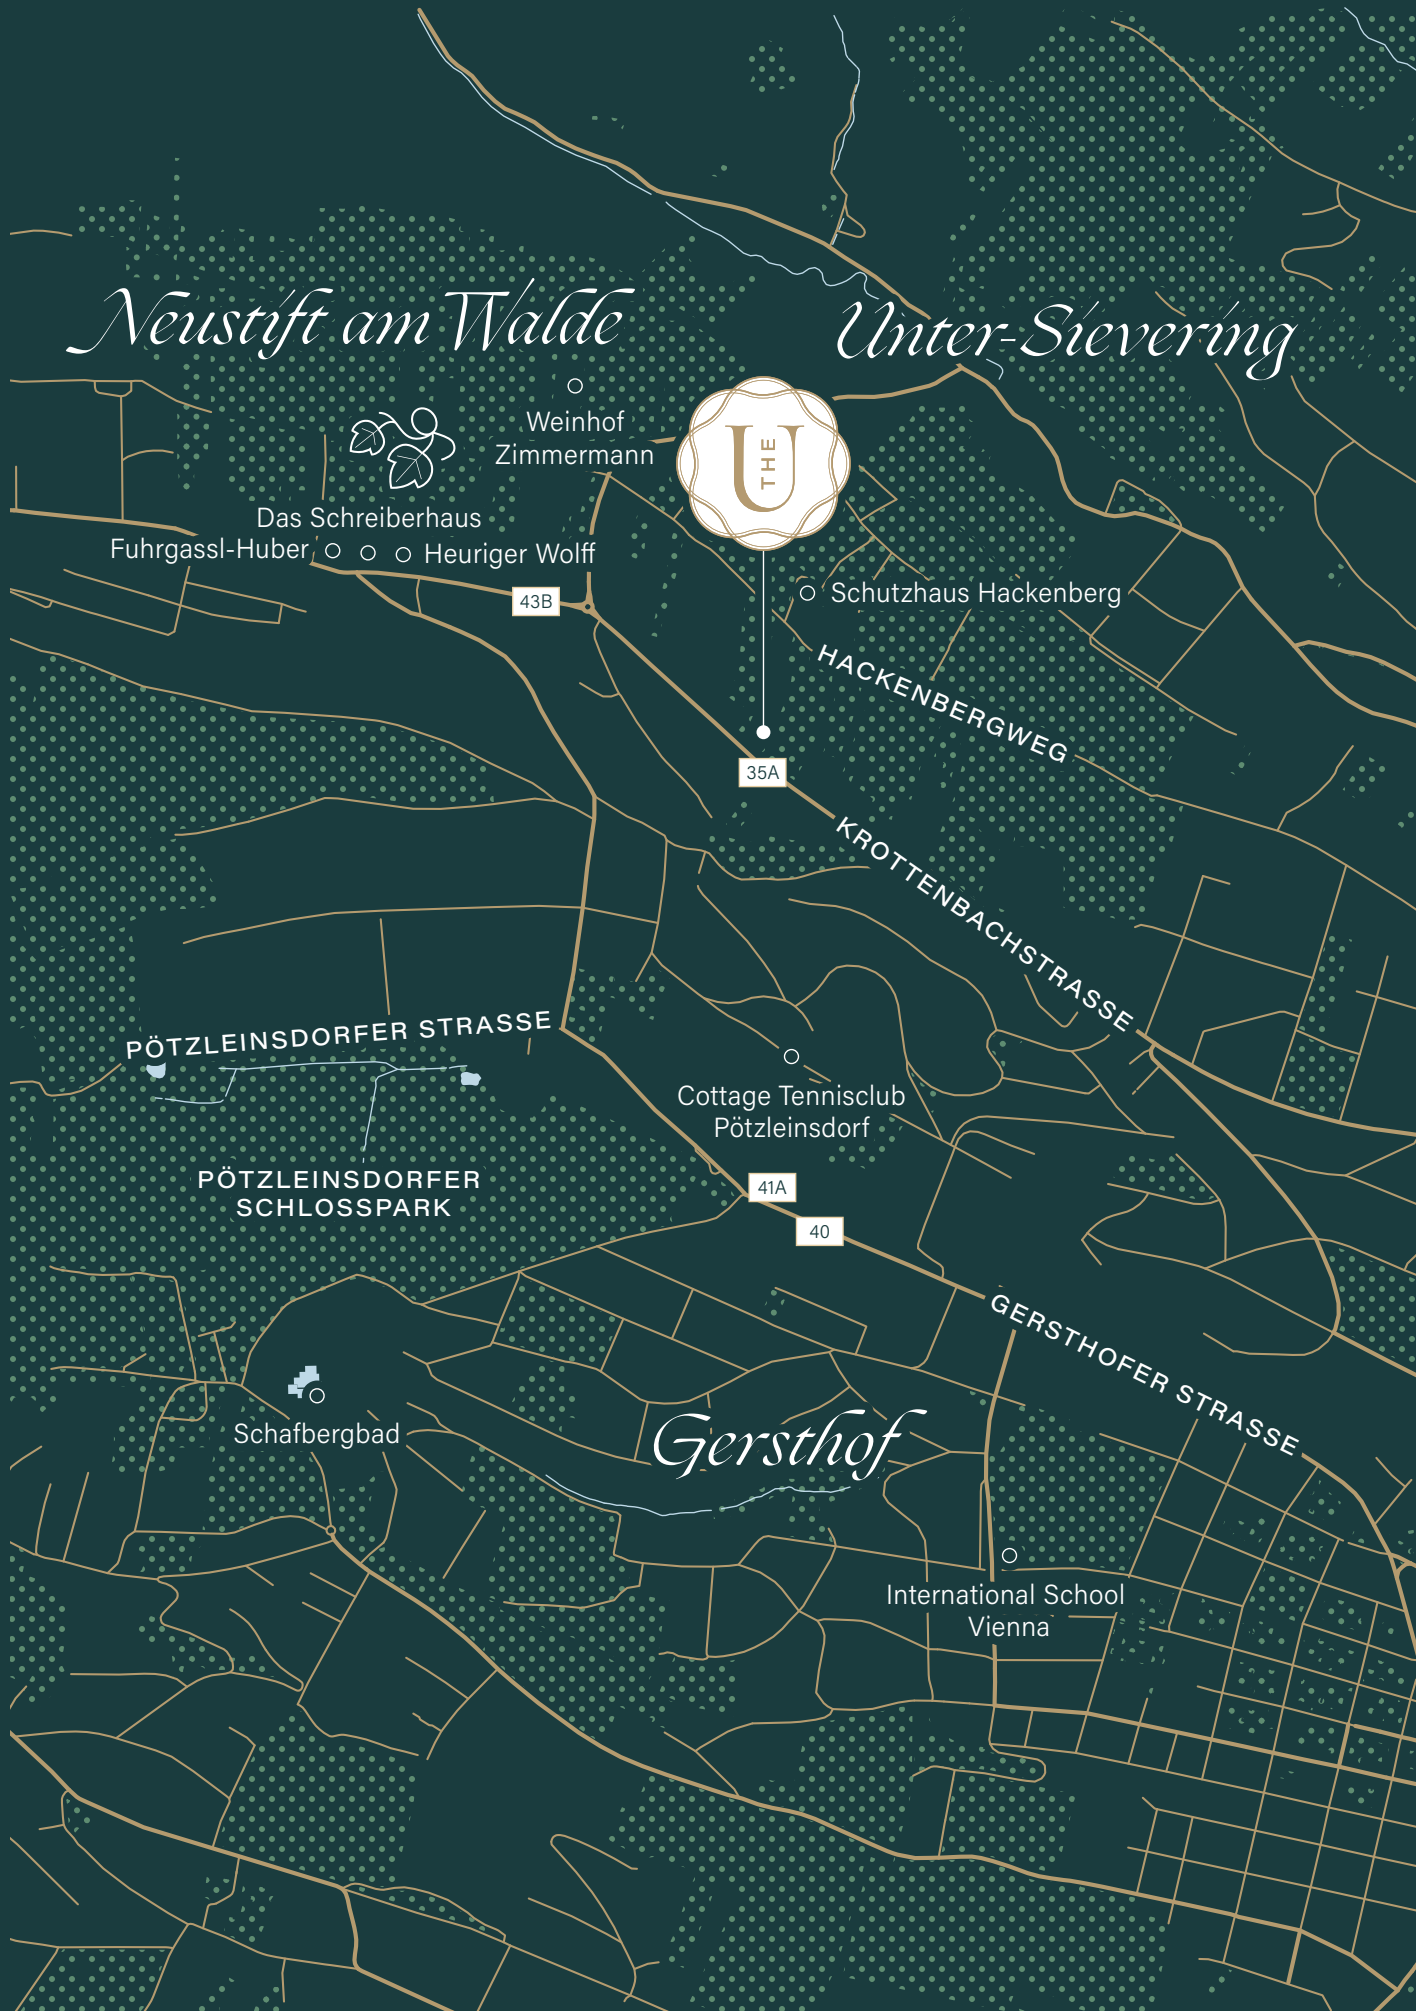 Neustift am Walde
Unter-Sievering
Weinhof
Zimmermann
THE
U
Das Schreiberhaus
Fuhrgassl-Huber
Heuriger Wolff
43B
Schutzhaus Hackenberg
HACKENBERGWEG
35A
KROTTENBACHSTRASSE
PÖTZLEINSDORFER STRASSE
Cottage Tennisclub
Pötzleinsdorf
PÖTZLEINSDORFER
SCHLOSSPARK
41A
40
GERSTHOFER STRASSE
Schafbergbad
Gersthof
International School
Vienna